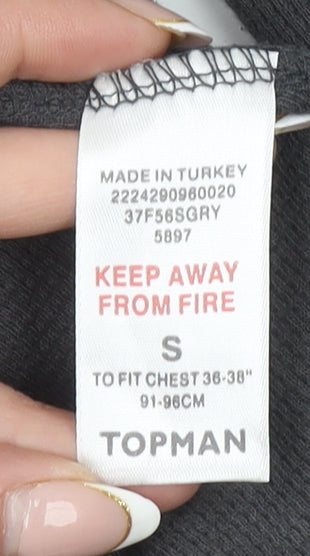 MADE IN TURKEY
2224290960020
37F56SGRY
5897
KEEP AWAY
FROM FIRE
S
TO FIT CHEST 36-38"
91-96CM
TOPMAN